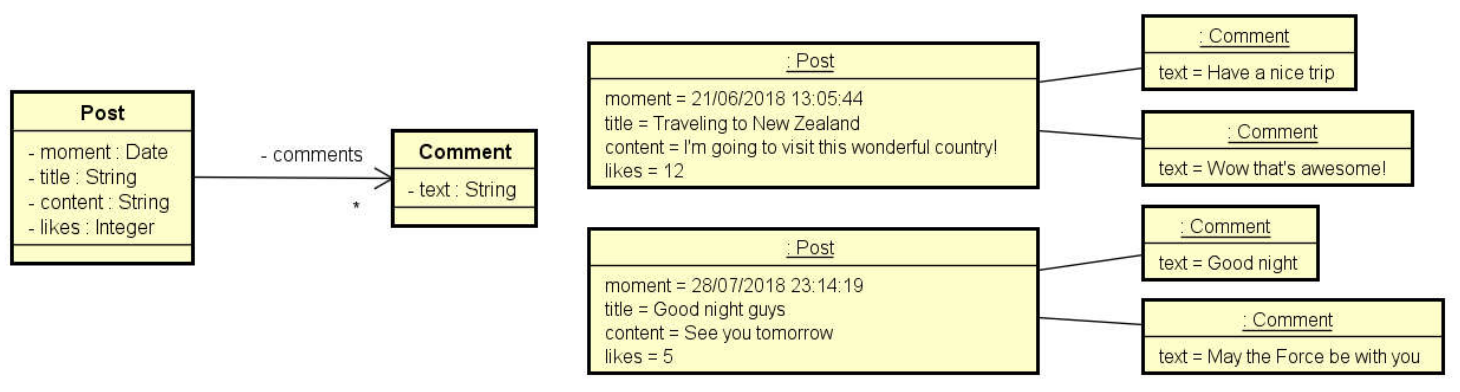 Post
- moment : Date
- title : String
- content : String
- likes : Integer
- comments
*
Comment
- text : String
: Post
moment = 21/06/2018 13:05:44
title = Traveling to New Zealand
content = I'm going to visit this wonderful country!
likes = 12
: Comment
text = Have a nice trip
: Comment
text = Wow that's awesome!
: Post
moment = 28/07/2018 23:14:19
title = Good night guys
content = See you tomorrow
likes = 5
: Comment
text = Good night
: Comment
text = May the Force be with you